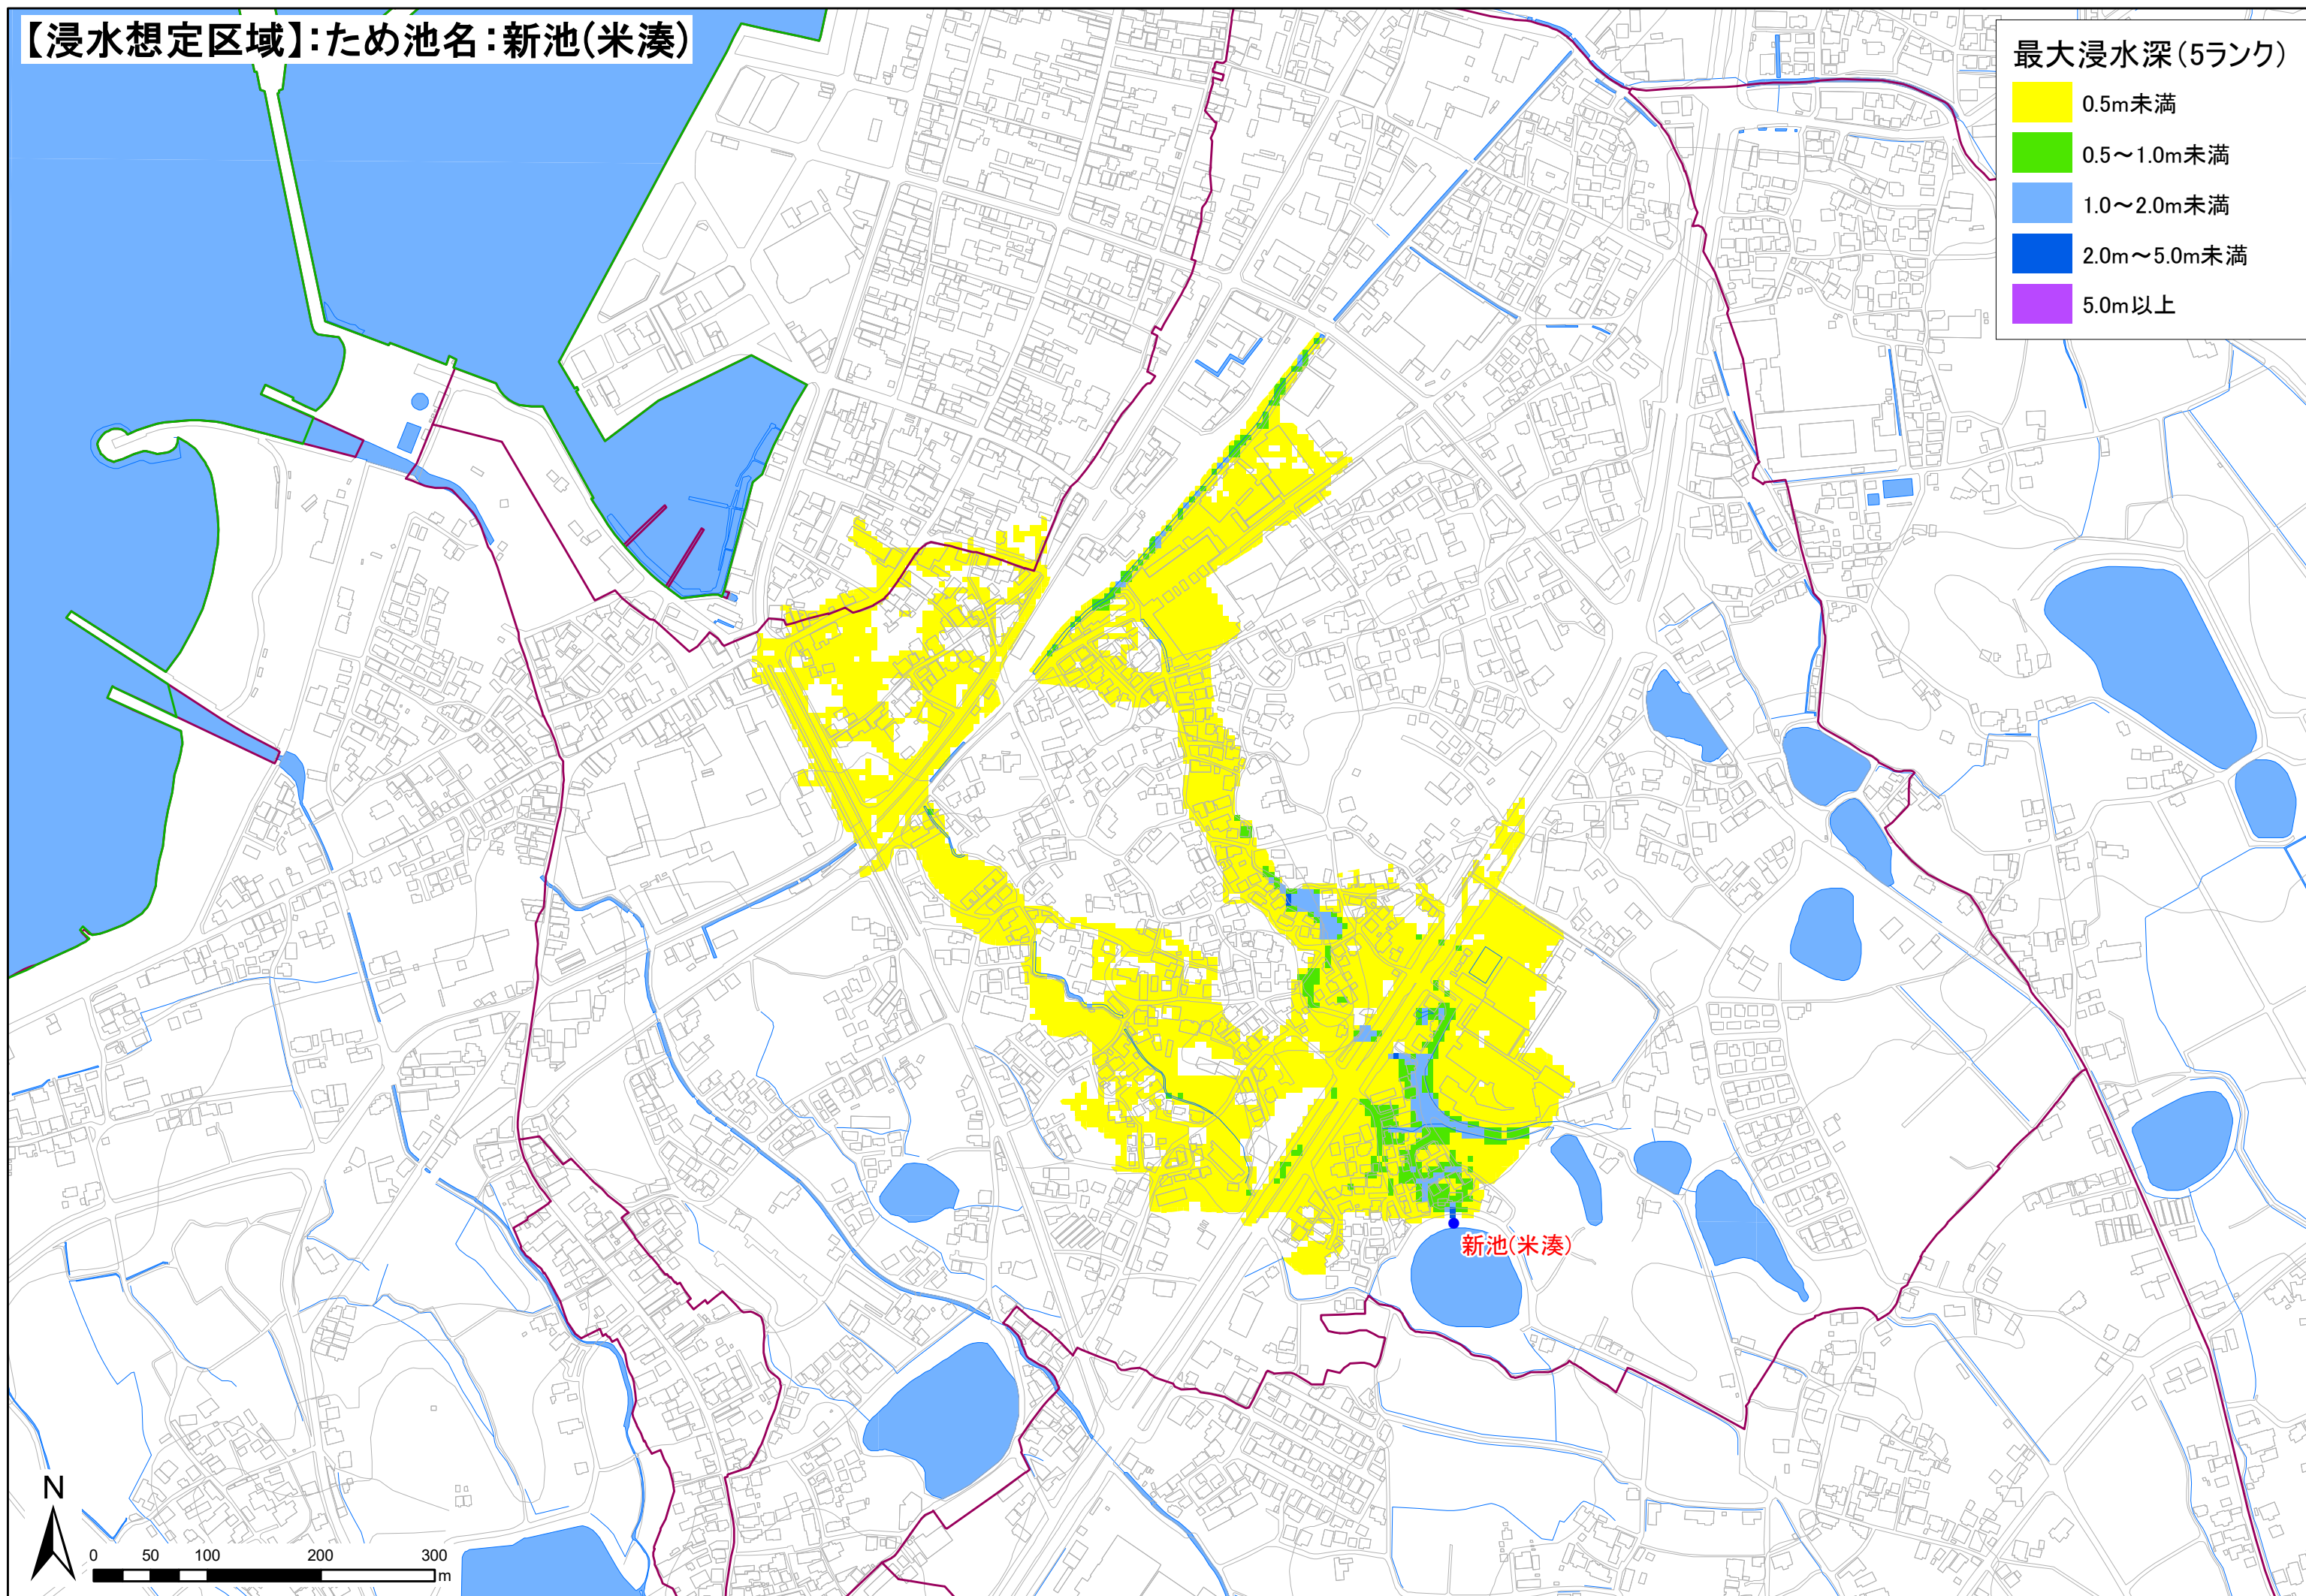 【浸水想定区域】:ため池名:新池(米湊)
最大浸水深(5ランク)
0.5m未満
0.5～1.0m未満
1.0～2.0m未満
2.0m～5.0m未満
5.0m以上
新池(米湊)
N
0 50 100 200 300
m